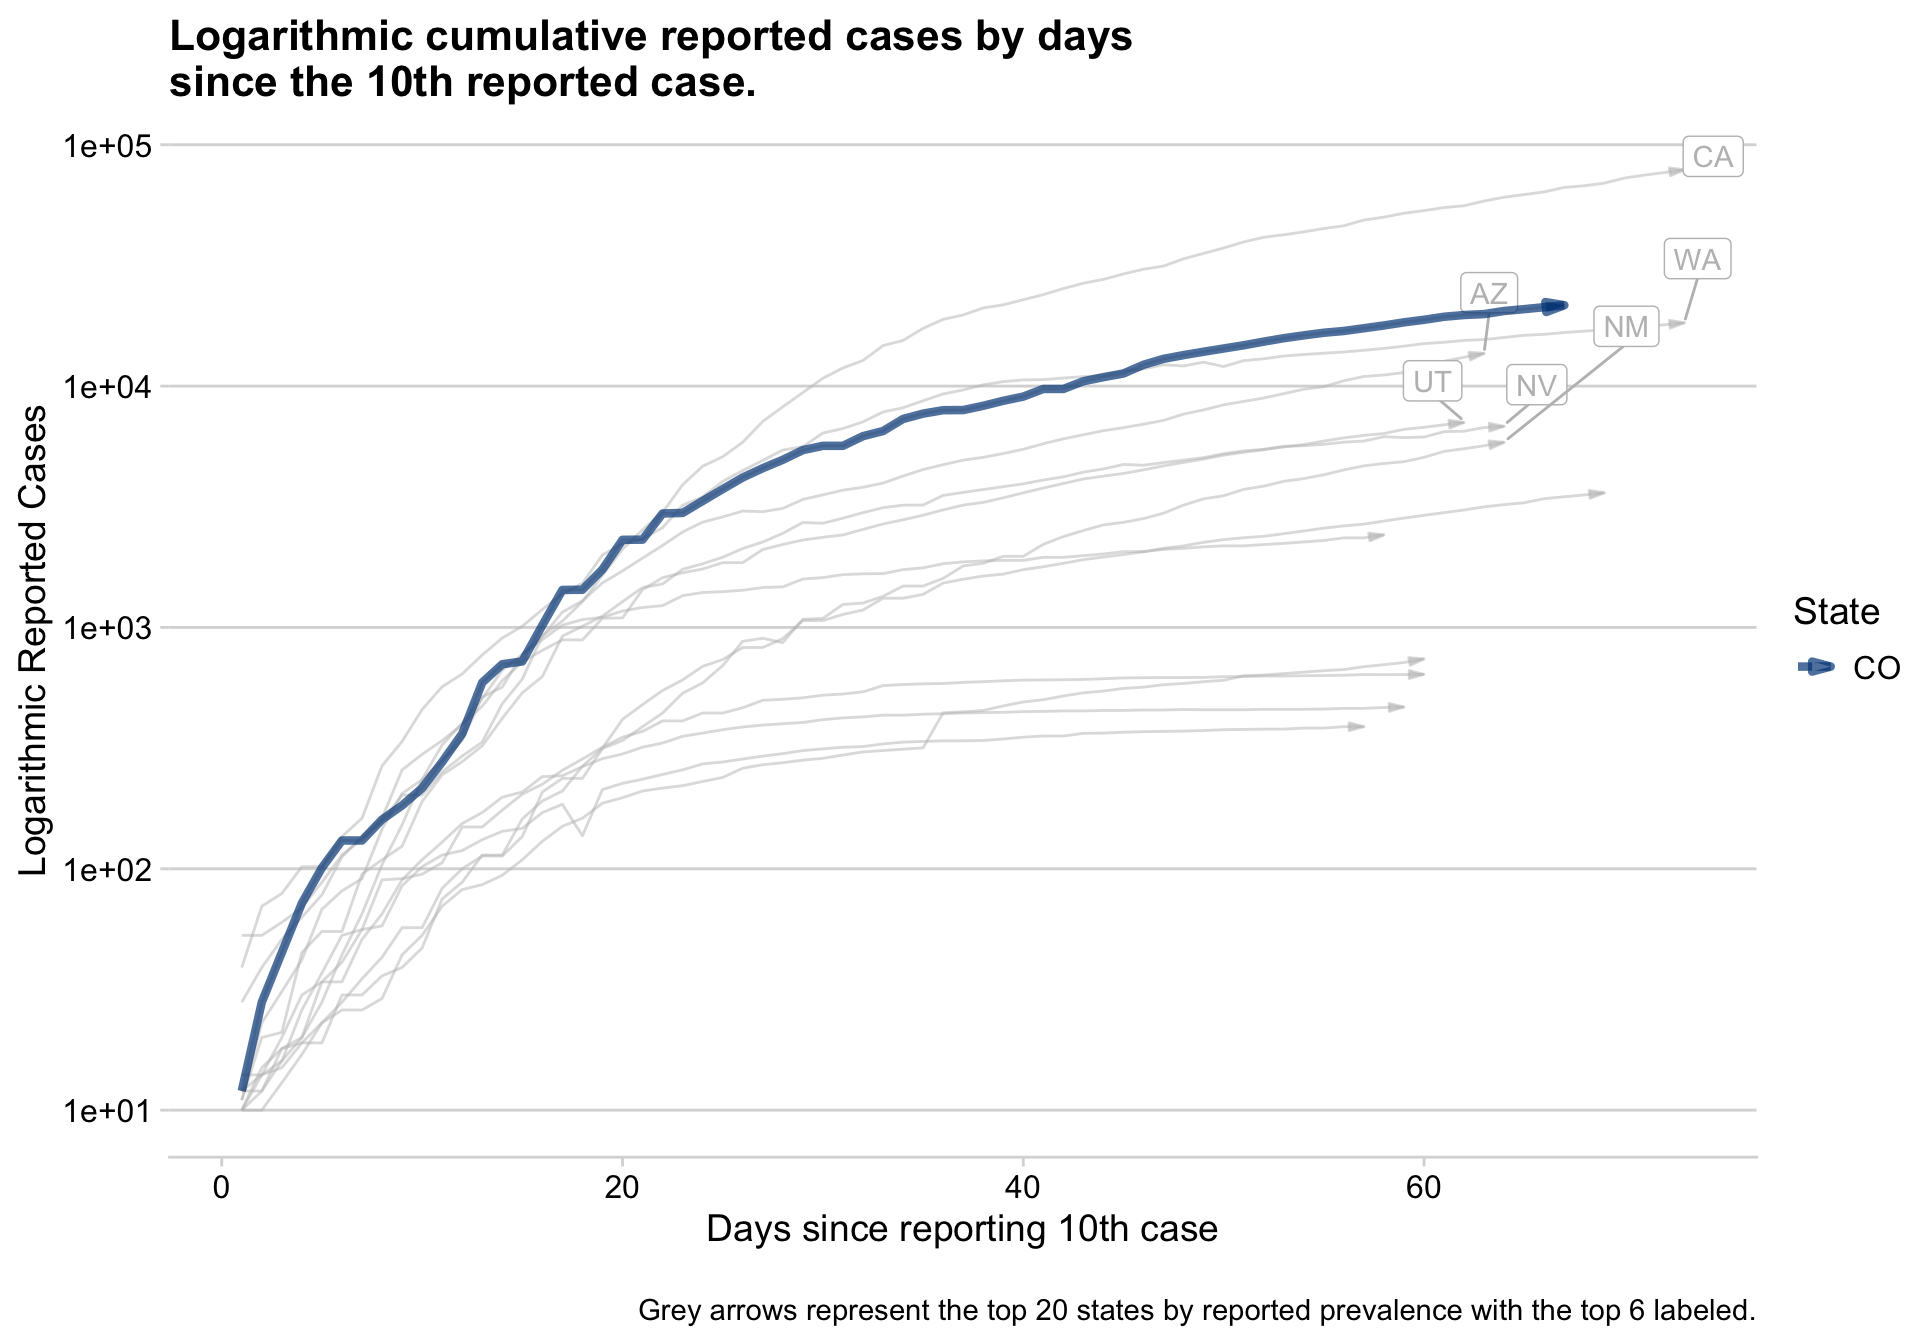 Logarithmic cumulative reported cases by days
since the 10th reported case.
1e+05
1e+04
1e+03
1e+02
1e+01
Logarithmic Reported Cases
CA
WA
AZ
NM
UT
NV
State
CO
0
20
40
60
Days since reporting 10th case
Grey arrows represent the top 20 states by reported prevalence with the top 6 labeled.